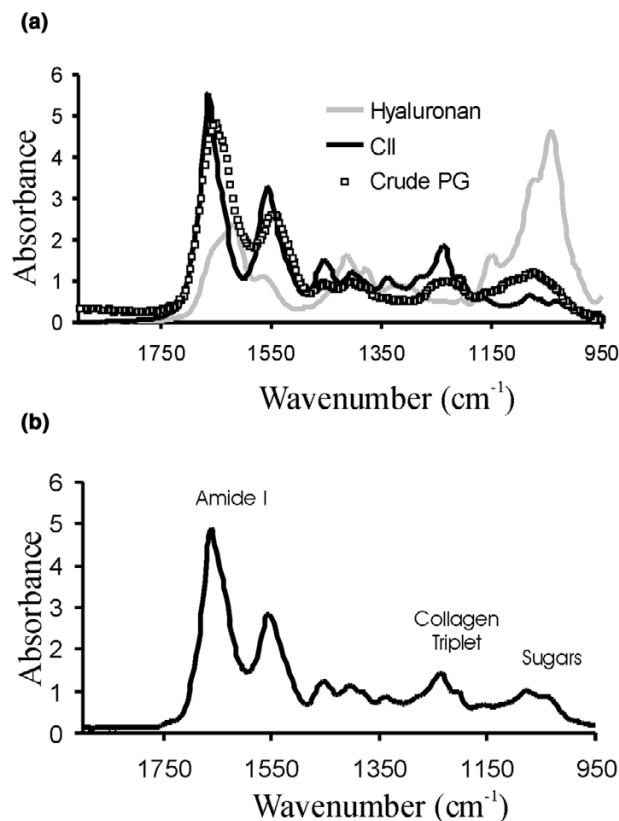 (a)
6
5
4
3
2
1
0
Absorbance
Hyaluronan
CII
Crude PG
1750 1550 1350 1150 950
Wavenumber (cm⁻¹)
(b)
6
5
4
3
2
1
0
Absorbance
Amide I
Collagen
Triplet
Sugars
1750 1550 1350 1150 950
Wavenumber (cm⁻¹)